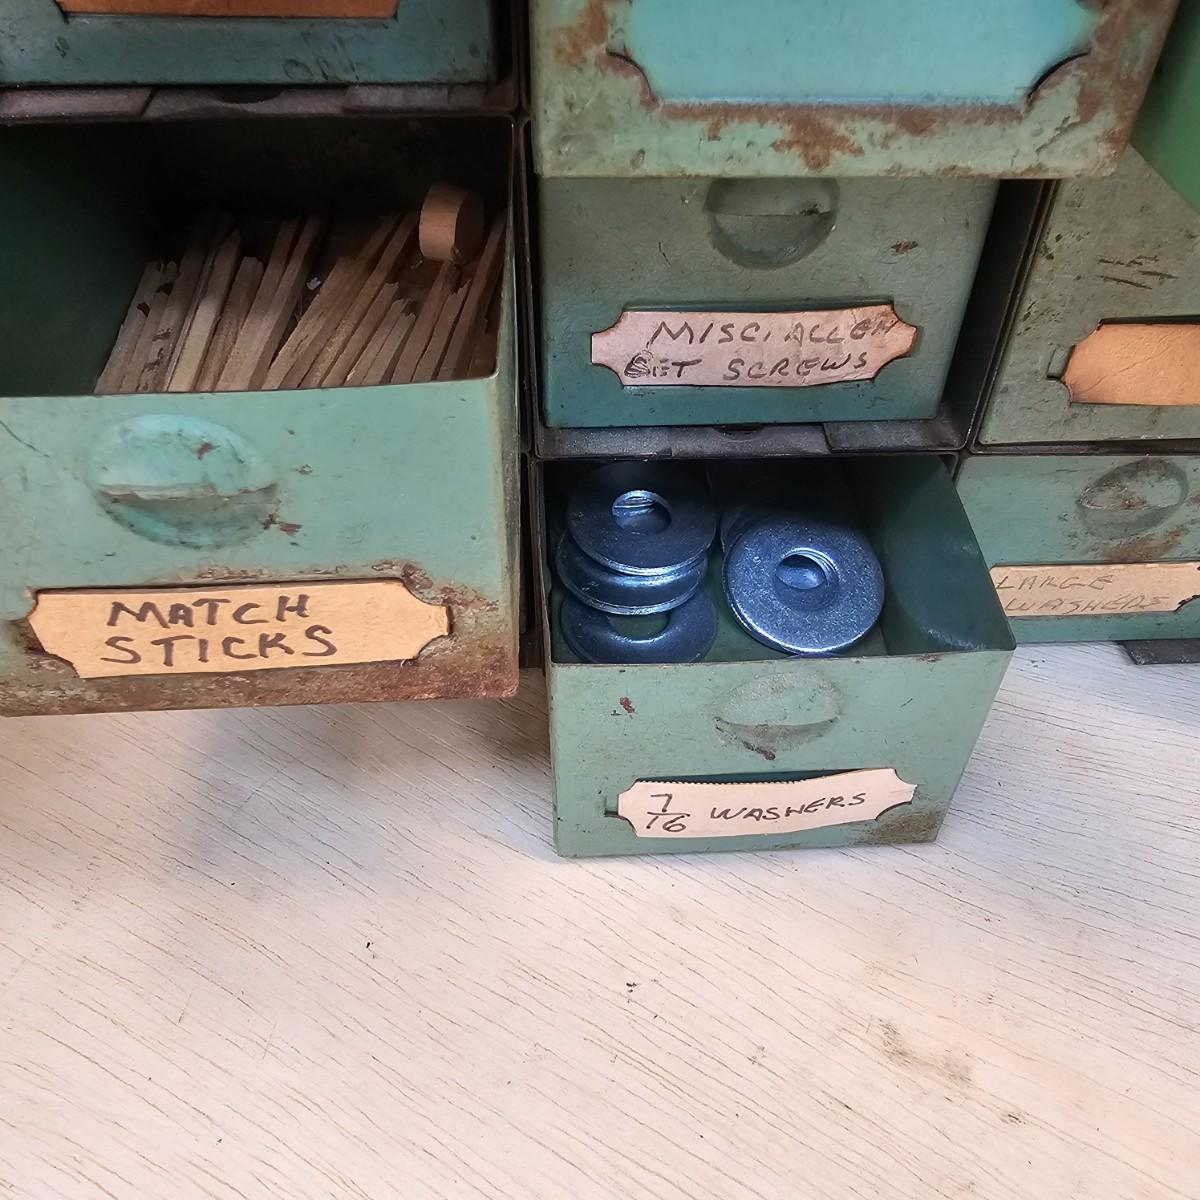 MISC. ALLEN
SET SCREWS
MATCH
STICKS
LARGE
WASHERS
7/16 WASHERS